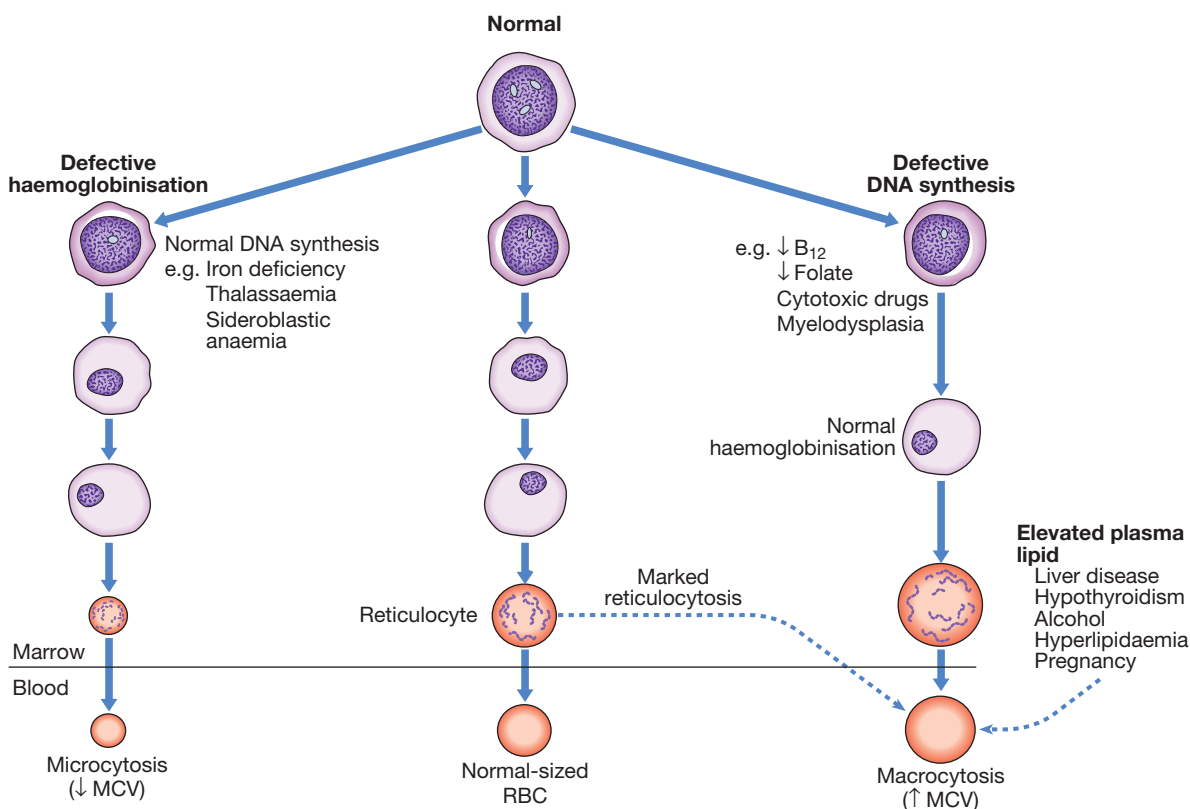 Normal
Defective
haemoglobinisation
Normal DNA synthesis
e.g. Iron deficiency
Thalassaemia
Sideroblastic
anaemia
Defective
DNA synthesis
e.g. ↓ B₁₂
↓ Folate
Cytotoxic drugs
Myelodysplasia
Normal
haemoglobinisation
Elevated plasma
lipid
Liver disease
Hypothyroidism
Alcohol
Hyperlipidaemia
Pregnancy
Marked
reticulocytosis
Reticulocyte
Marrow
Blood
Microcytosis
(↓ MCV)
Normal-sized
RBC
Macrocytosis
(↑ MCV)